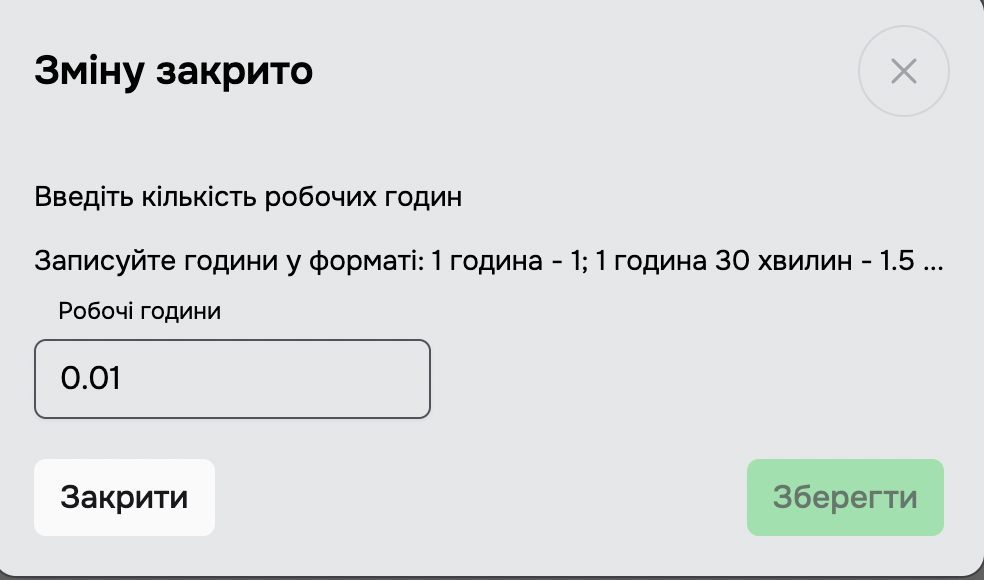 Зміну закрито
Введіть кількість робочих годин
Записуйте години у форматі: 1 година - 1; 1 година 30 хвилин - 1.5 ...
Робочі години
0.01
Закрити
Зберегти